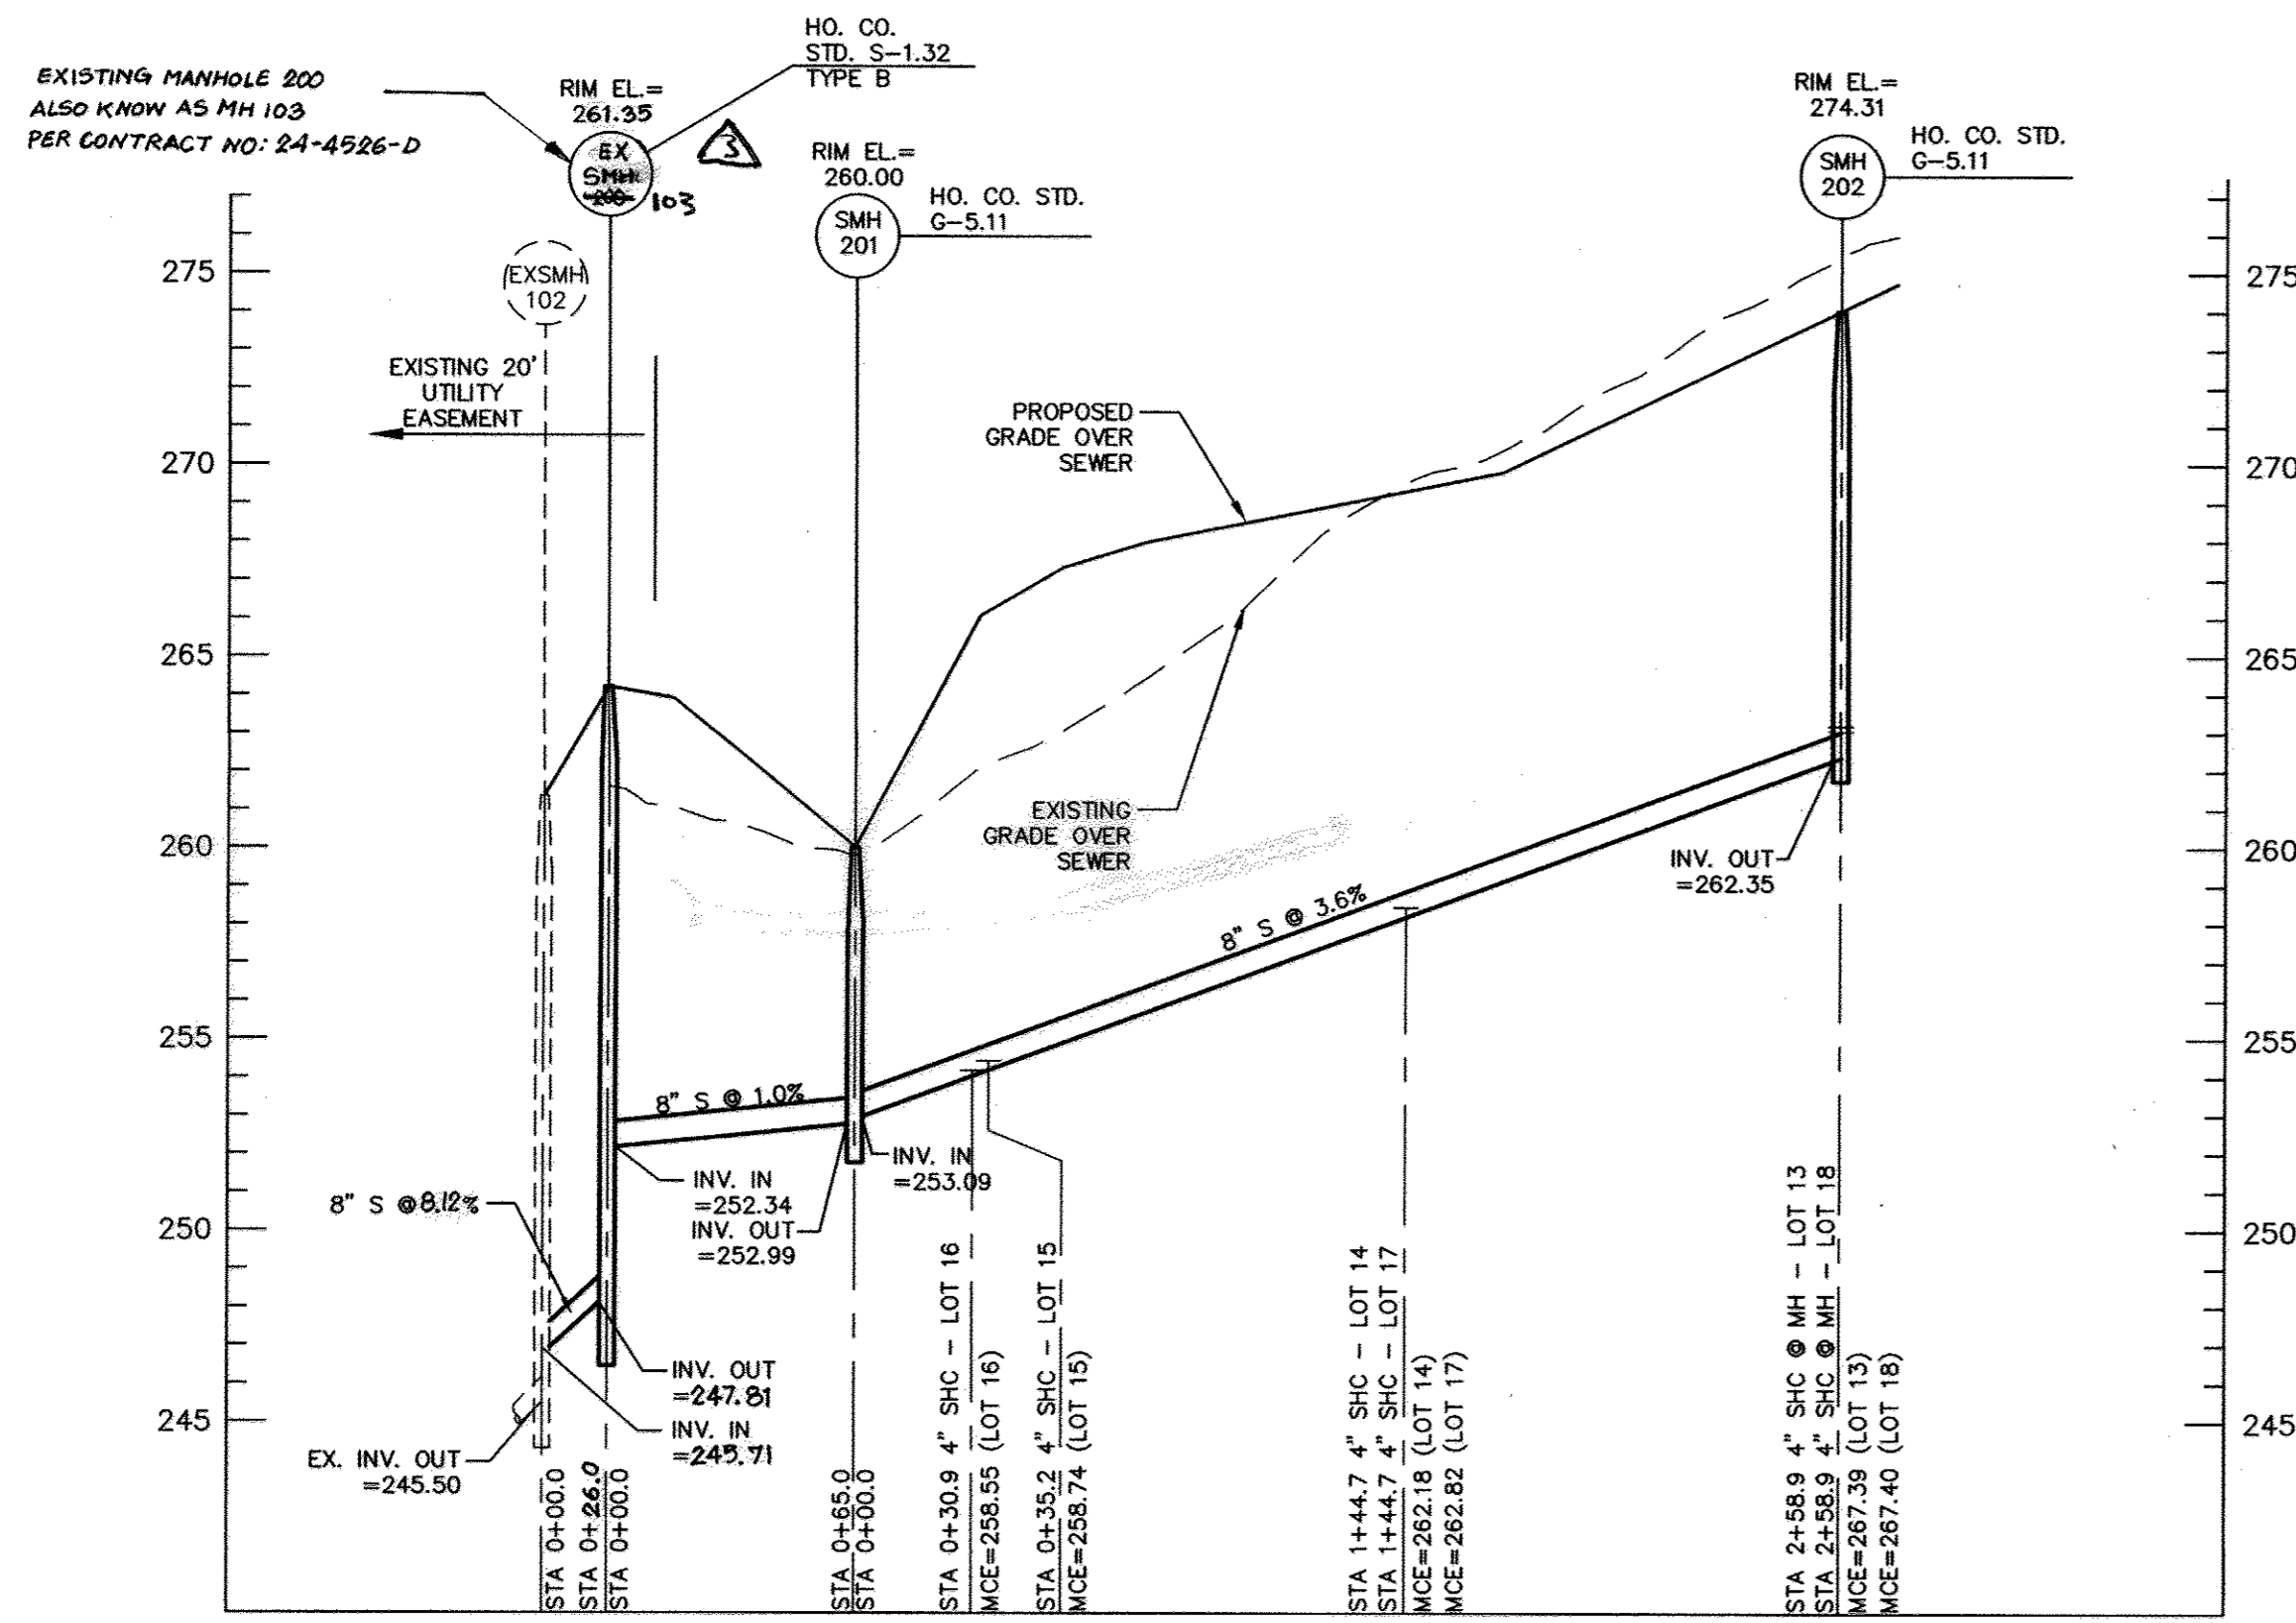 EXISTING MANHOLE 200
ALSO KNOW AS MH 103
PER CONTRACT NO: 24-4526-D
RIM EL.=
261.35
HO. CO.
STD. S-1.32
TYPE B
EX
SMH
200
103
3
RIM EL.=
260.00
SMH
201
HO. CO. STD.
G-5.11
RIM EL.=
274.31
SMH
202
HO. CO. STD.
G-5.11
EXSMH
102
EXISTING 20'
UTILITY
EASEMENT
PROPOSED
GRADE OVER
SEWER
EXISTING
GRADE OVER
SEWER
275
270
265
260
255
250
245
275
270
265
260
255
250
245
8" S @ 8.12%
8" S @ 1.0%
8" S @ 3.6%
INV. OUT
=262.35
INV. IN
=253.09
INV. IN
=252.34
INV. OUT
=252.99
INV. OUT
=247.81
INV. IN
=245.71
EX. INV. OUT
=245.50
STA 0+00.0
STA 0+26.0
STA 0+00.0
STA 0+65.0
STA 0+00.0
STA 0+30.9 4" SHC - LOT 16
MCE=258.55 (LOT 16)
STA 0+35.2 4" SHC - LOT 15
MCE=258.74 (LOT 15)
STA 1+44.7 4" SHC - LOT 14
STA 1+44.7 4" SHC - LOT 17
MCE=262.18 (LOT 14)
MCE=262.82 (LOT 17)
STA 2+58.9 4" SHC @ MH - LOT 13
STA 2+58.9 4" SHC @ MH - LOT 18
MCE=267.39 (LOT 13)
MCE=267.40 (LOT 18)